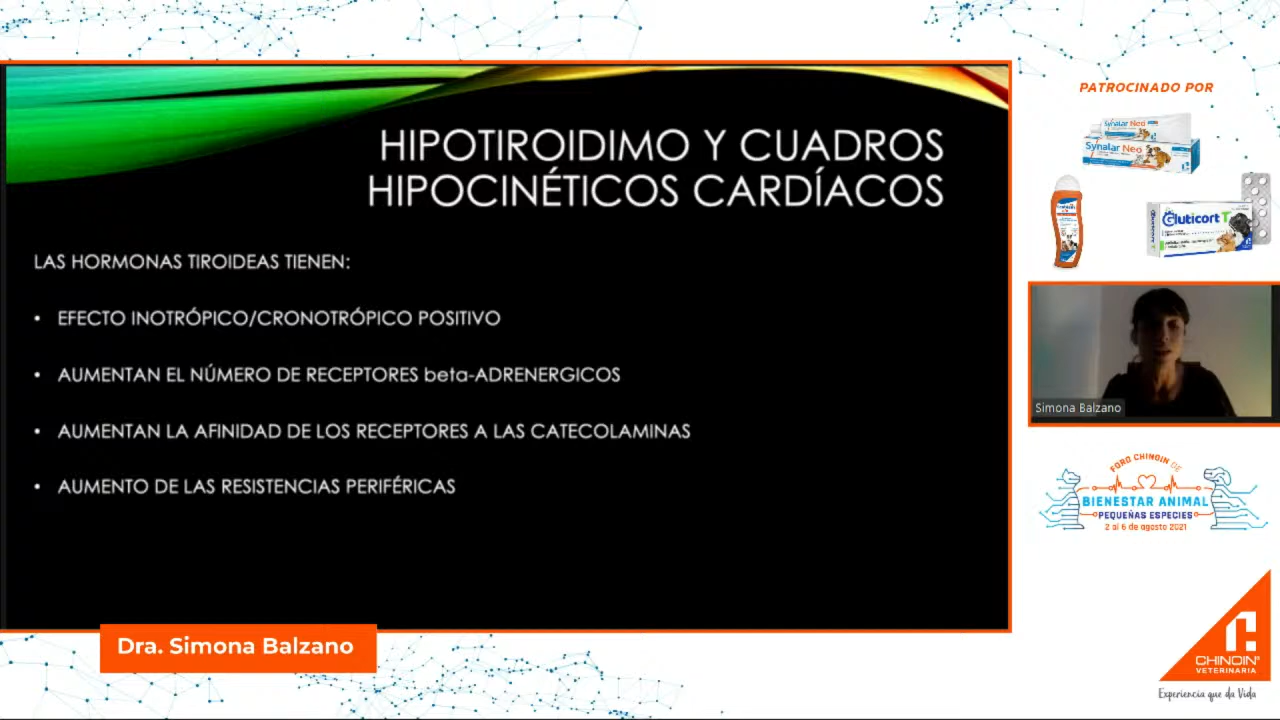 PATROCINADO POR
Synalar Neo
Synalar Neo
Gluticort T
HIPOTIROIDIMO Y CUADROS
HIPOCINÉTICOS CARDÍACOS
LAS HORMONAS TIROIDEAS TIENEN:
• EFECTO INOTRÓPICO/CRONOTRÓPICO POSITIVO
• AUMENTAN EL NÚMERO DE RECEPTORES beta-ADRENERGICOS
• AUMENTAN LA AFINIDAD DE LOS RECEPTORES A LAS CATECOLAMINAS
• AUMENTO DE LAS RESISTENCIAS PERIFÉRICAS
Simona Balzano
FORO CHINOIN DE
BIENESTAR ANIMAL
PEQUEÑAS ESPECIES
2 al 6 de agosto 2021
Dra. Simona Balzano
CHINOIN®
VETERINARIA
Experiencia que da Vida